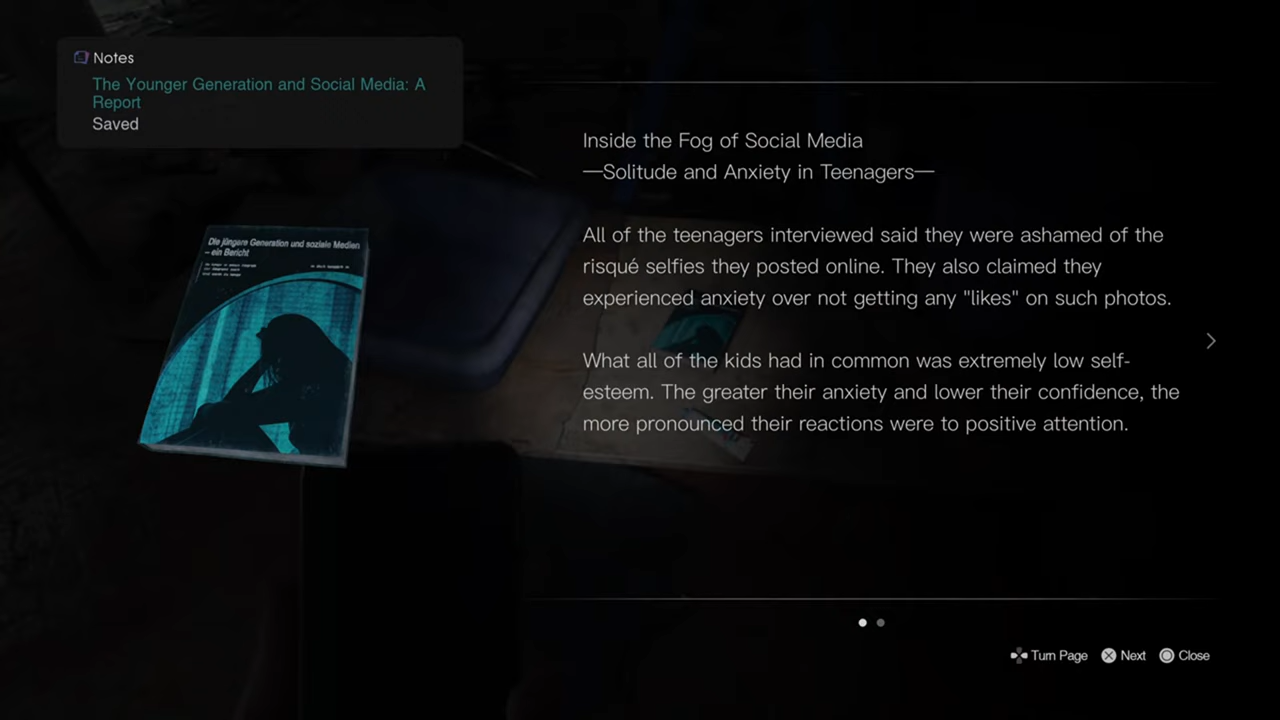 Notes
The Younger Generation and Social Media: A
Report
Saved
Die jüngere Generation und soziale Medien
– ein Bericht
Inside the Fog of Social Media
—Solitude and Anxiety in Teenagers—
All of the teenagers interviewed said they were ashamed of the
risqué selfies they posted online. They also claimed they
experienced anxiety over not getting any "likes" on such photos.
What all of the kids had in common was extremely low self-
esteem. The greater their anxiety and lower their confidence, the
more pronounced their reactions were to positive attention.
Turn Page
Next
Close